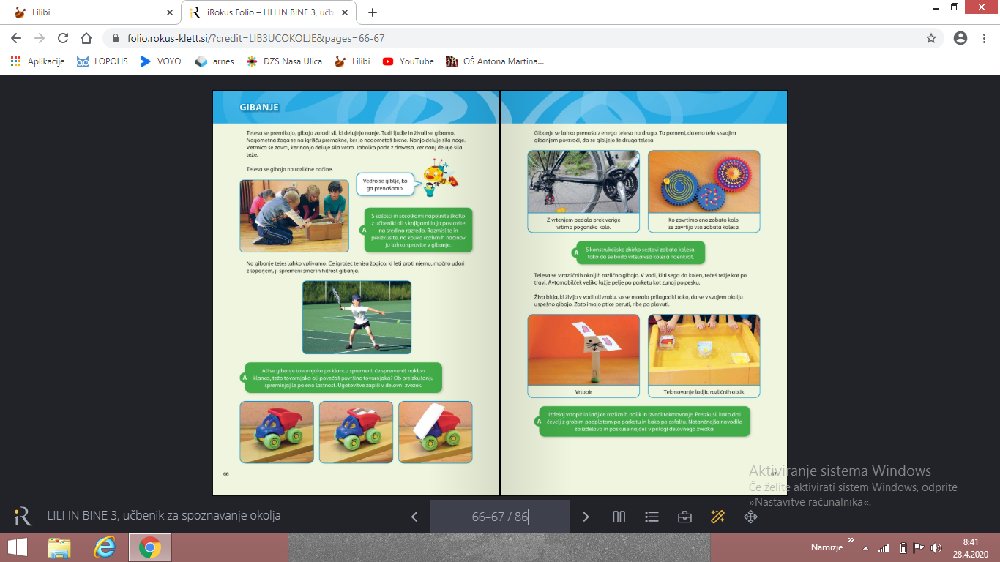 Lilibi
iRokus Folio – LILI IN BINE 3, učb
folio.rokus-klett.si/?credit=LIB3UCOKOLJE&pages=66-67
Aplikacije LOPOLIS VOYO arnes DZS Nasa Ulica Lilibi YouTube OŠ Antona Martina...
GIBANJE
Telesa se premikajo, gibajo zaradi sil, ki delujejo nanje. Tudi ljudje in živali se gibamo.
Nogometna žoga se na igrišču premakne, ker jo nogometaš brcne. Nanjo deluje sila noge.
Vetrnica se zavrti, ker nanjo deluje sila vetra. Jabolko pade z drevesa, ker nanj deluje sila
teže.
Telesa se gibajo na različne načine.
Vedro se giblje, ko
ga prenašamo.
A
S sošolci in sošolkami napolnite škatlo
z učbeniki ali s knjigami in jo postavite
na sredino razreda. Razmislite in
preizkusite, na koliko različnih načinov
jo lahko spravite v gibanje.
Na gibanje teles lahko vplivamo. Če igralec tenisa žogico, ki leti proti njemu, močno udari
z loparjem, ji spremeni smer in hitrost gibanja.
A
Ali se gibanje tovornjaka po klancu spremeni, če spremeniš naklon
klanca, težo tovornjaka ali povečaš površino tovornjaka? Ob preizkušanju
spreminjaj le po eno lastnost. Ugotovitve zapiši v delovni zvezek.
66
Gibanje se lahko prenaša z enega telesa na drugo. To pomeni, da eno telo s svojim
gibanjem povzroči, da se gibljejo še druga telesa.
Z vrtenjem pedala prek verige
vrtimo pogonsko kolo.
Ko zavrtimo eno zobato kolo,
se zavrtijo vsa zobata kolesa.
A
S konstrukcijsko zbirko sestavi zobata kolesa,
tako da se bodo vrtela vsa kolesa naenkrat.
Telesa se v različnih okoljih različno gibajo. V vodi, ki ti sega do kolen, tečeš težje kot po
travi. Avtomobilček veliko lažje pelje po parketu kot zunaj po pesku.
Živa bitja, ki živijo v vodi ali zraku, so se morala prilagoditi tako, da se v svojem okolju
uspešno gibajo. Zato imajo ptice peruti, ribe pa plavuti.
Vrtopir
Tekmovanje ladjic različnih oblik
A
Izdelaj vrtopir in ladjice različnih oblik in izvedi tekmovanje. Preizkusi, kako drsi
čevelj z grobim podplatom po parketu in kako po asfaltu. Natančnejša navodila
za izdelavo in poskuse najdeš v prilogi delovnega zvezka.
67
Aktiviranje sistema Windows
Če želite aktivirati sistem Windows, odprite
»Nastavitve računalnika«.
LILI IN BINE 3, učbenik za spoznavanje okolja
66–67 / 86
Namizje
8:41
28.4.2020